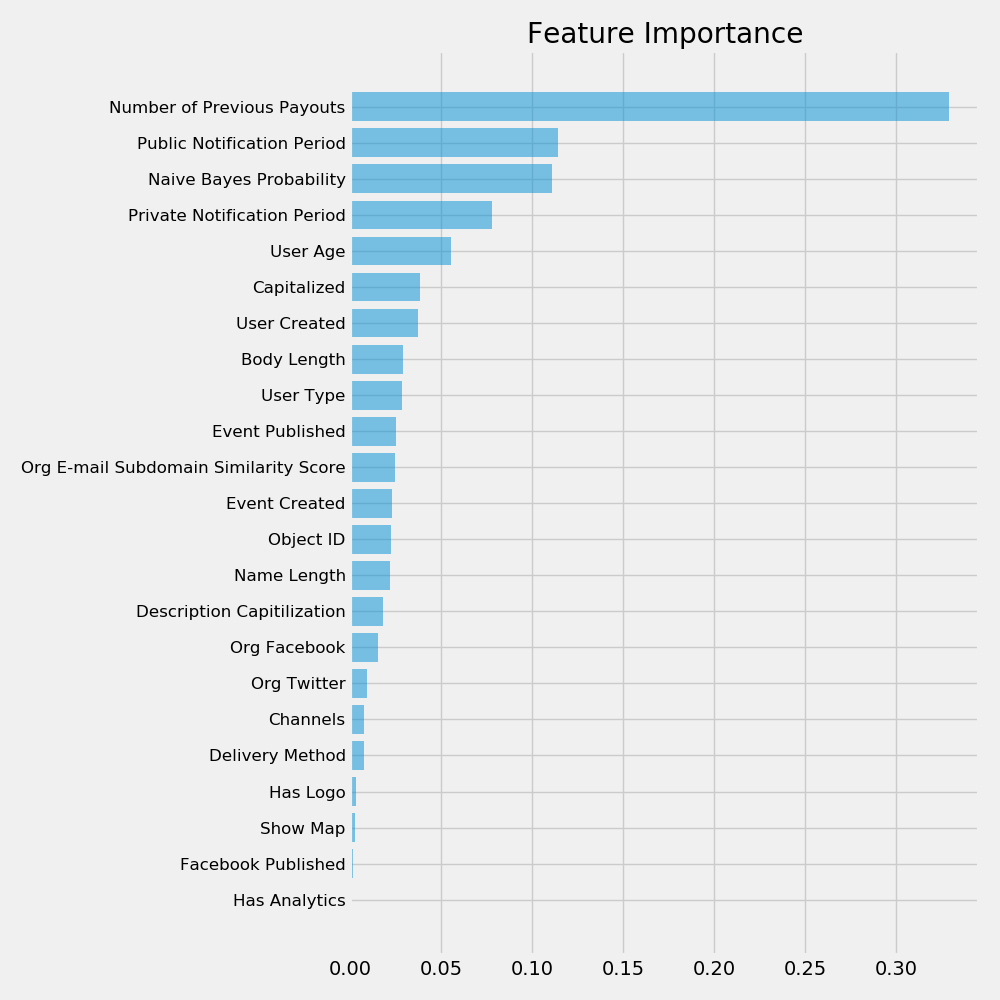 Feature Importance
Number of Previous Payouts
Public Notification Period
Naive Bayes Probability
Private Notification Period
User Age
Capitalized
User Created
Body Length
User Type
Event Published
Org E-mail Subdomain Similarity Score
Event Created
Object ID
Name Length
Description Capitilization
Org Facebook
Org Twitter
Channels
Delivery Method
Has Logo
Show Map
Facebook Published
Has Analytics
0.00 0.05 0.10 0.15 0.20 0.25 0.30